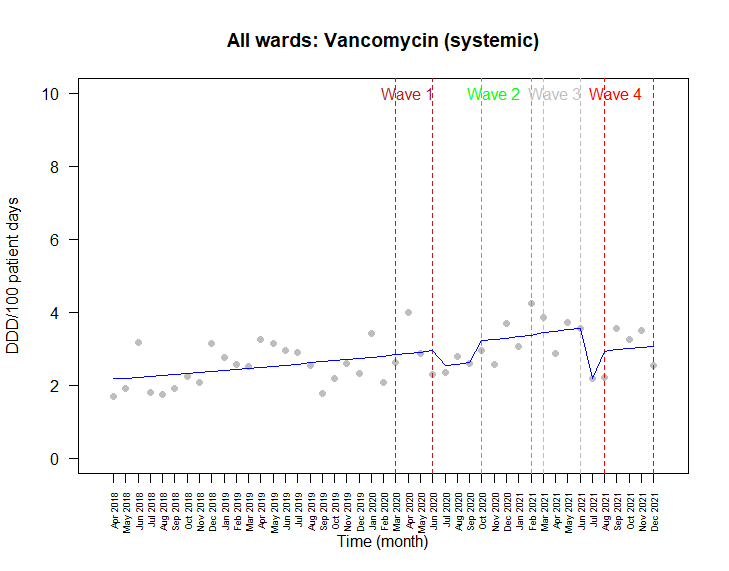 All wards: Vancomycin (systemic)
10
Wave 1
Wave 2
Wave 3
Wave 4
8
6
4
2
0
DDD/100 patient days
Apr 2018
May 2018
Jun 2018
Jul 2018
Aug 2018
Sep 2018
Oct 2018
Nov 2018
Dec 2018
Jan 2019
Feb 2019
Mar 2019
Apr 2019
May 2019
Jun 2019
Jul 2019
Aug 2019
Sep 2019
Oct 2019
Nov 2019
Dec 2019
Jan 2020
Feb 2020
Mar 2020
Apr 2020
May 2020
Jun 2020
Jul 2020
Aug 2020
Sep 2020
Oct 2020
Nov 2020
Dec 2020
Jan 2021
Feb 2021
Mar 2021
Apr 2021
May 2021
Jun 2021
Jul 2021
Aug 2021
Sep 2021
Oct 2021
Nov 2021
Dec 2021
Time (month)